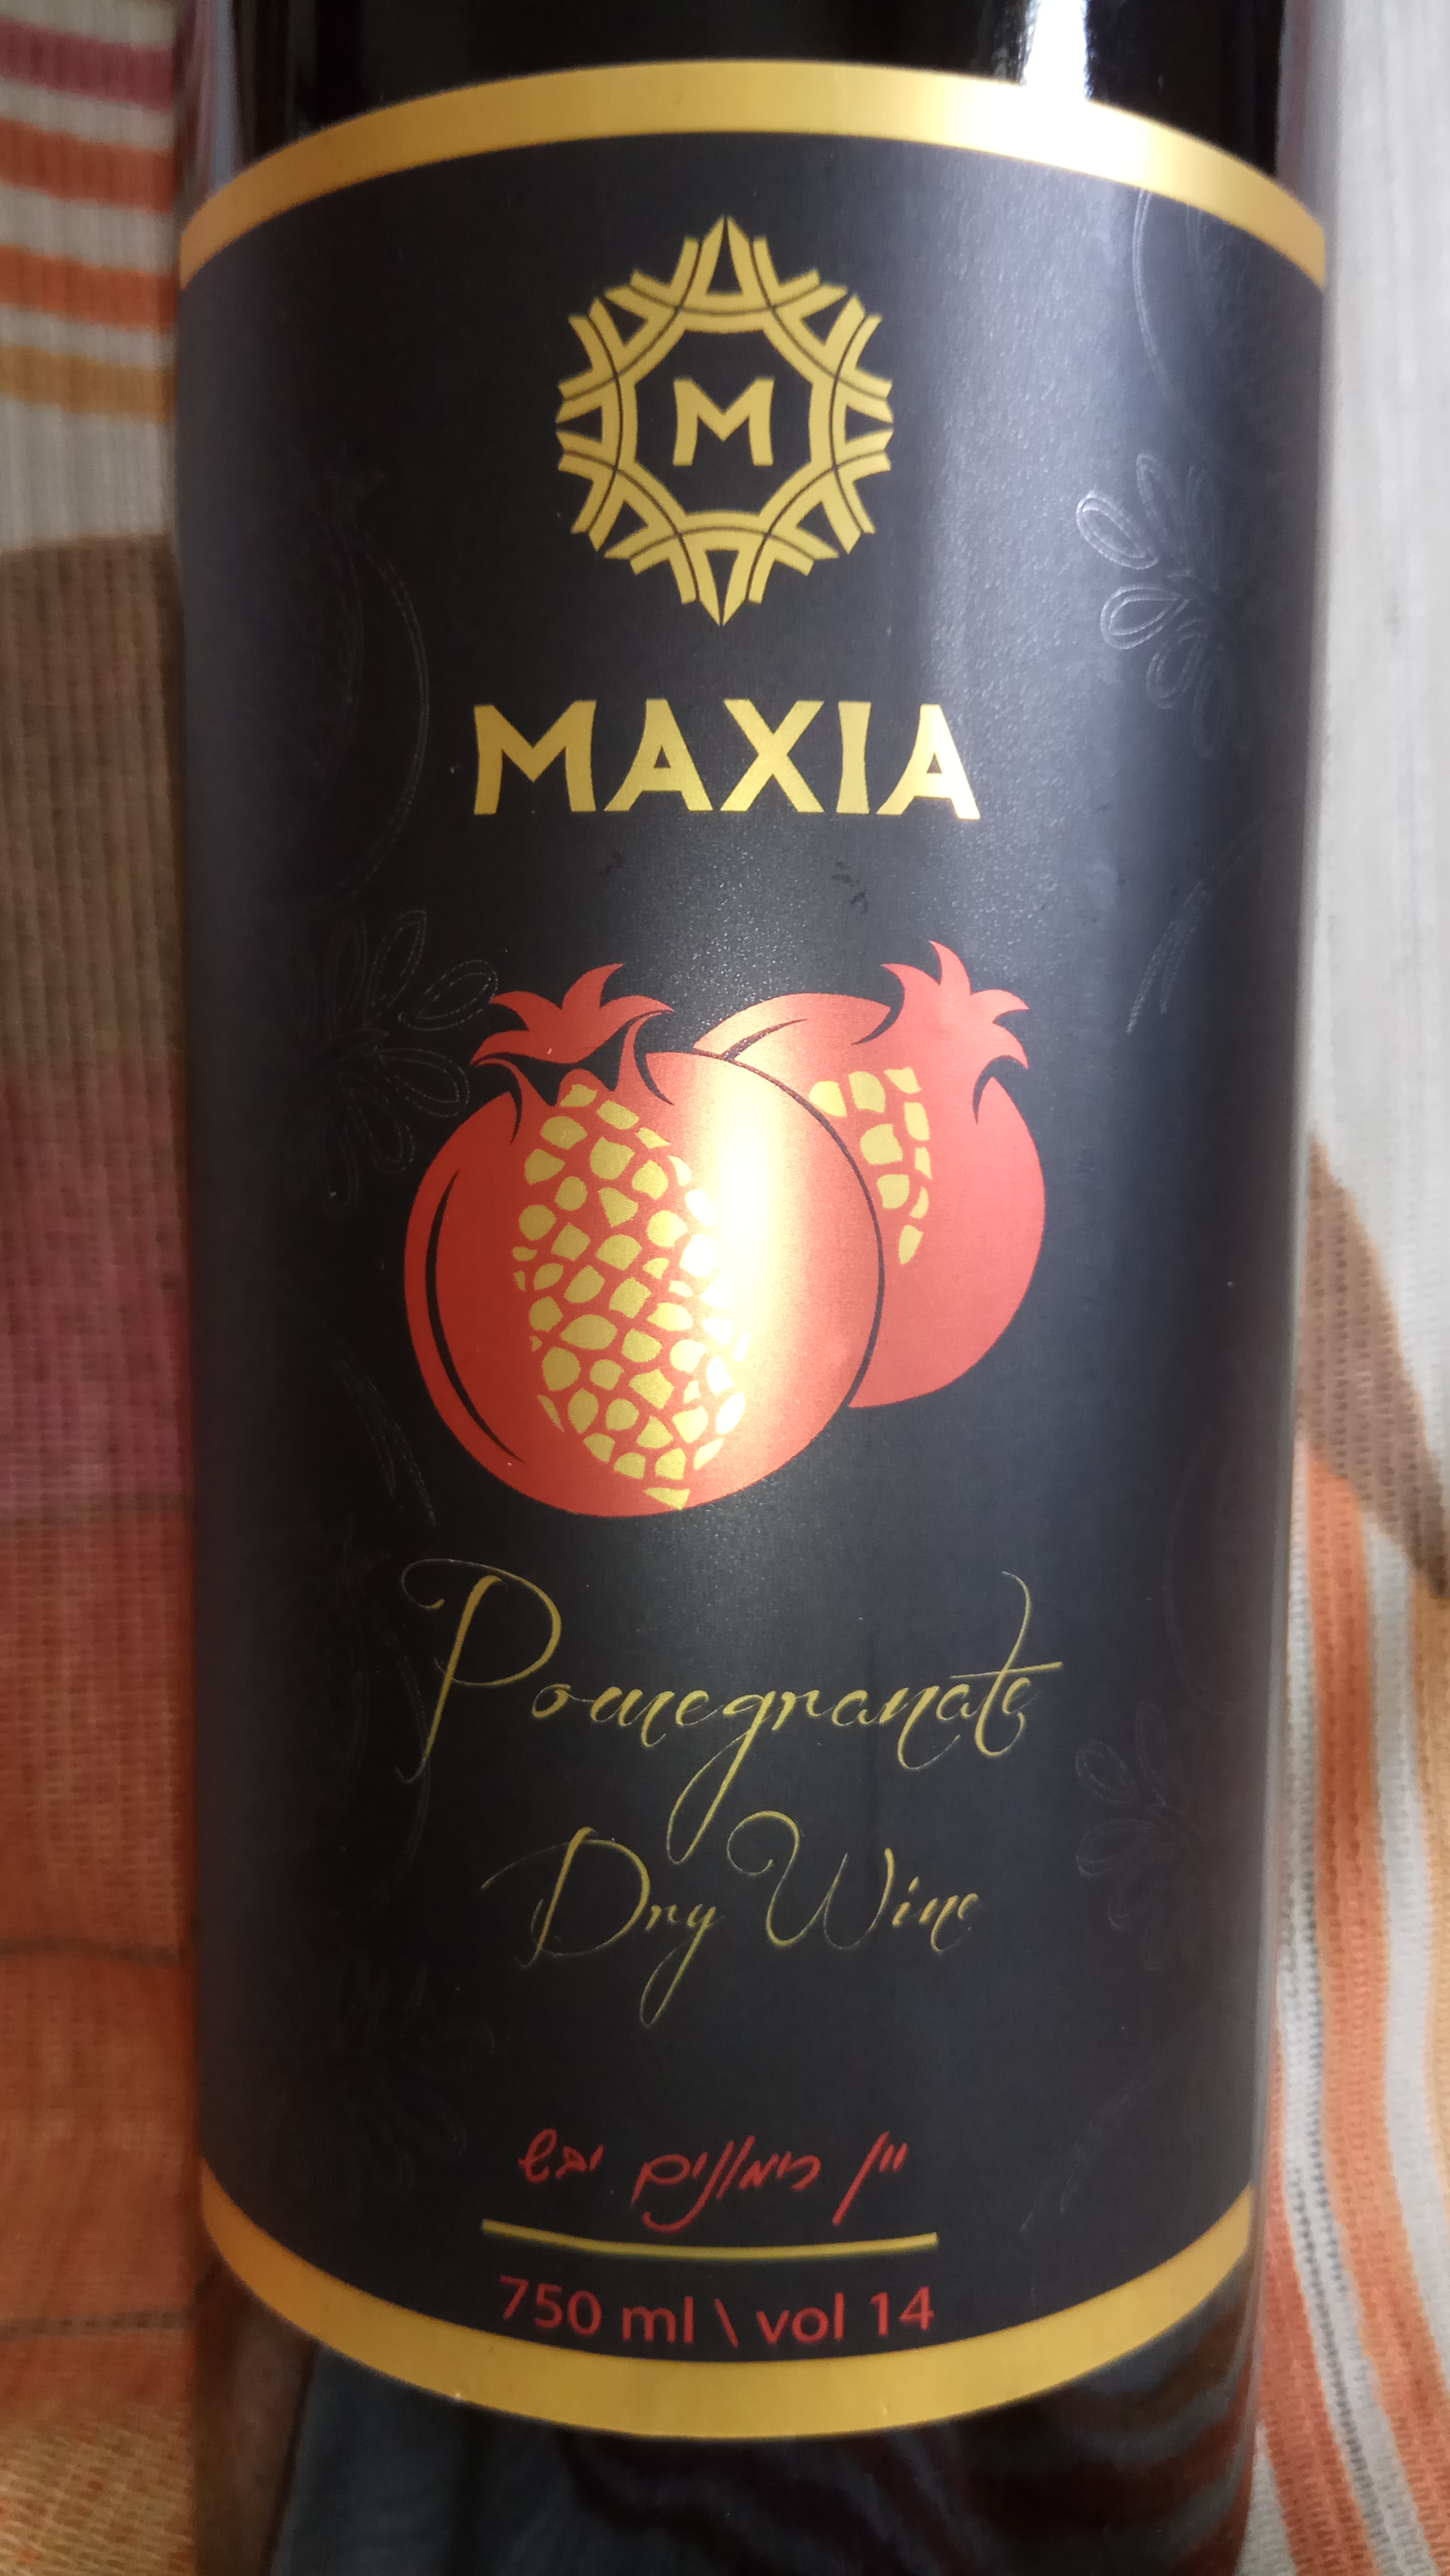 M
MAXIA
Pomegranate
Dry Wine
יין רימונים יבש
750 ml \ vol 14